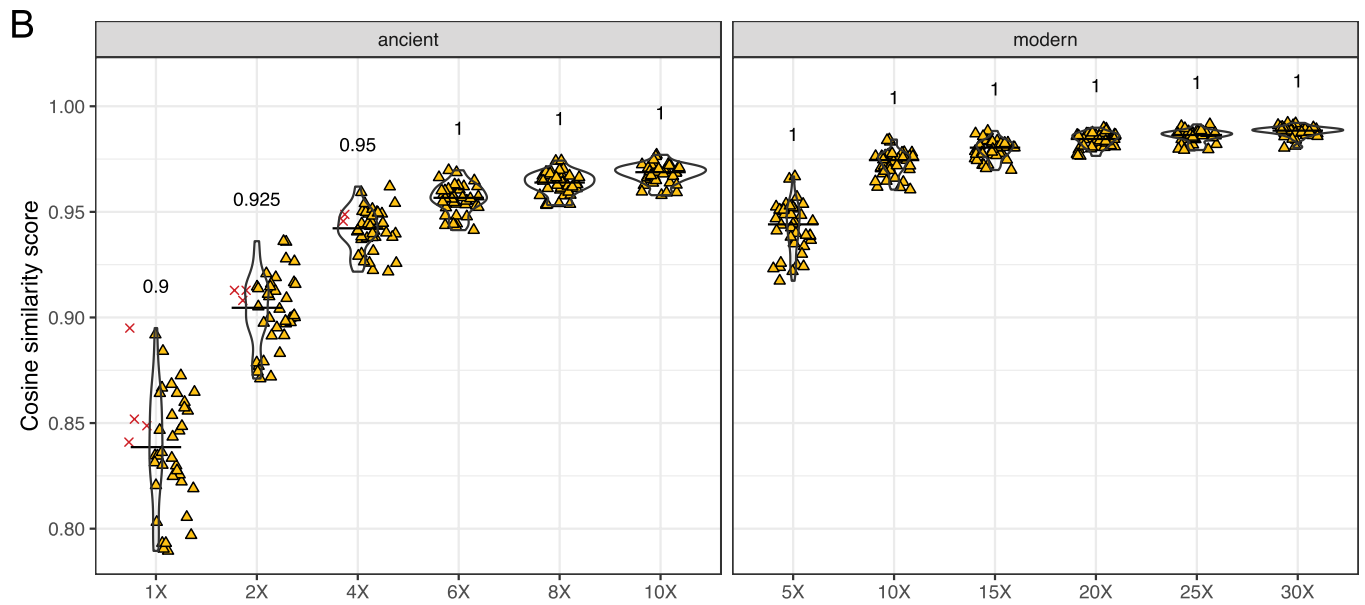 B
ancient
modern
Cosine similarity score
1.00
0.95
0.90
0.85
0.80
0.9
0.925
0.95
1
1
1
1
1
1
1
1
1
1X
2X
4X
6X
8X
10X
5X
10X
15X
20X
25X
30X